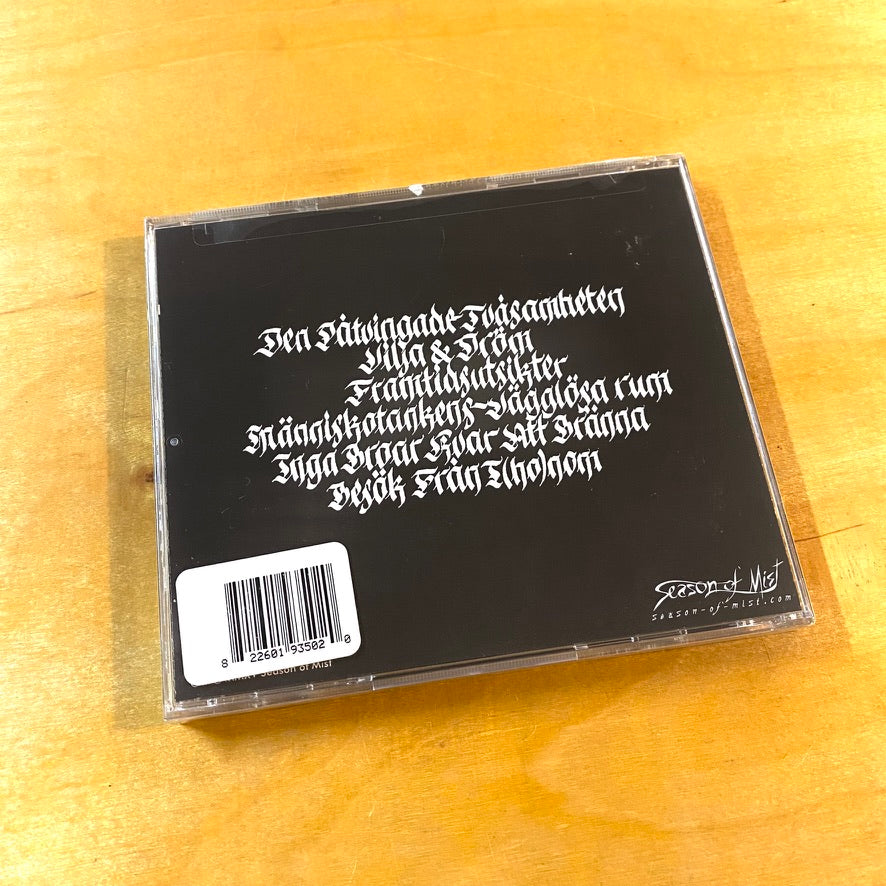 Den Påtvingade Tvåsamheten
Vilja & Dröm
Framtidsutsikter
Människotankens Vägglösa rum
Inga Broar Kvar Att Bränna
Besök Från I(ho)nom
Season of Mist
season-of-mist.com
8 22601 93502 0
Season of Mist